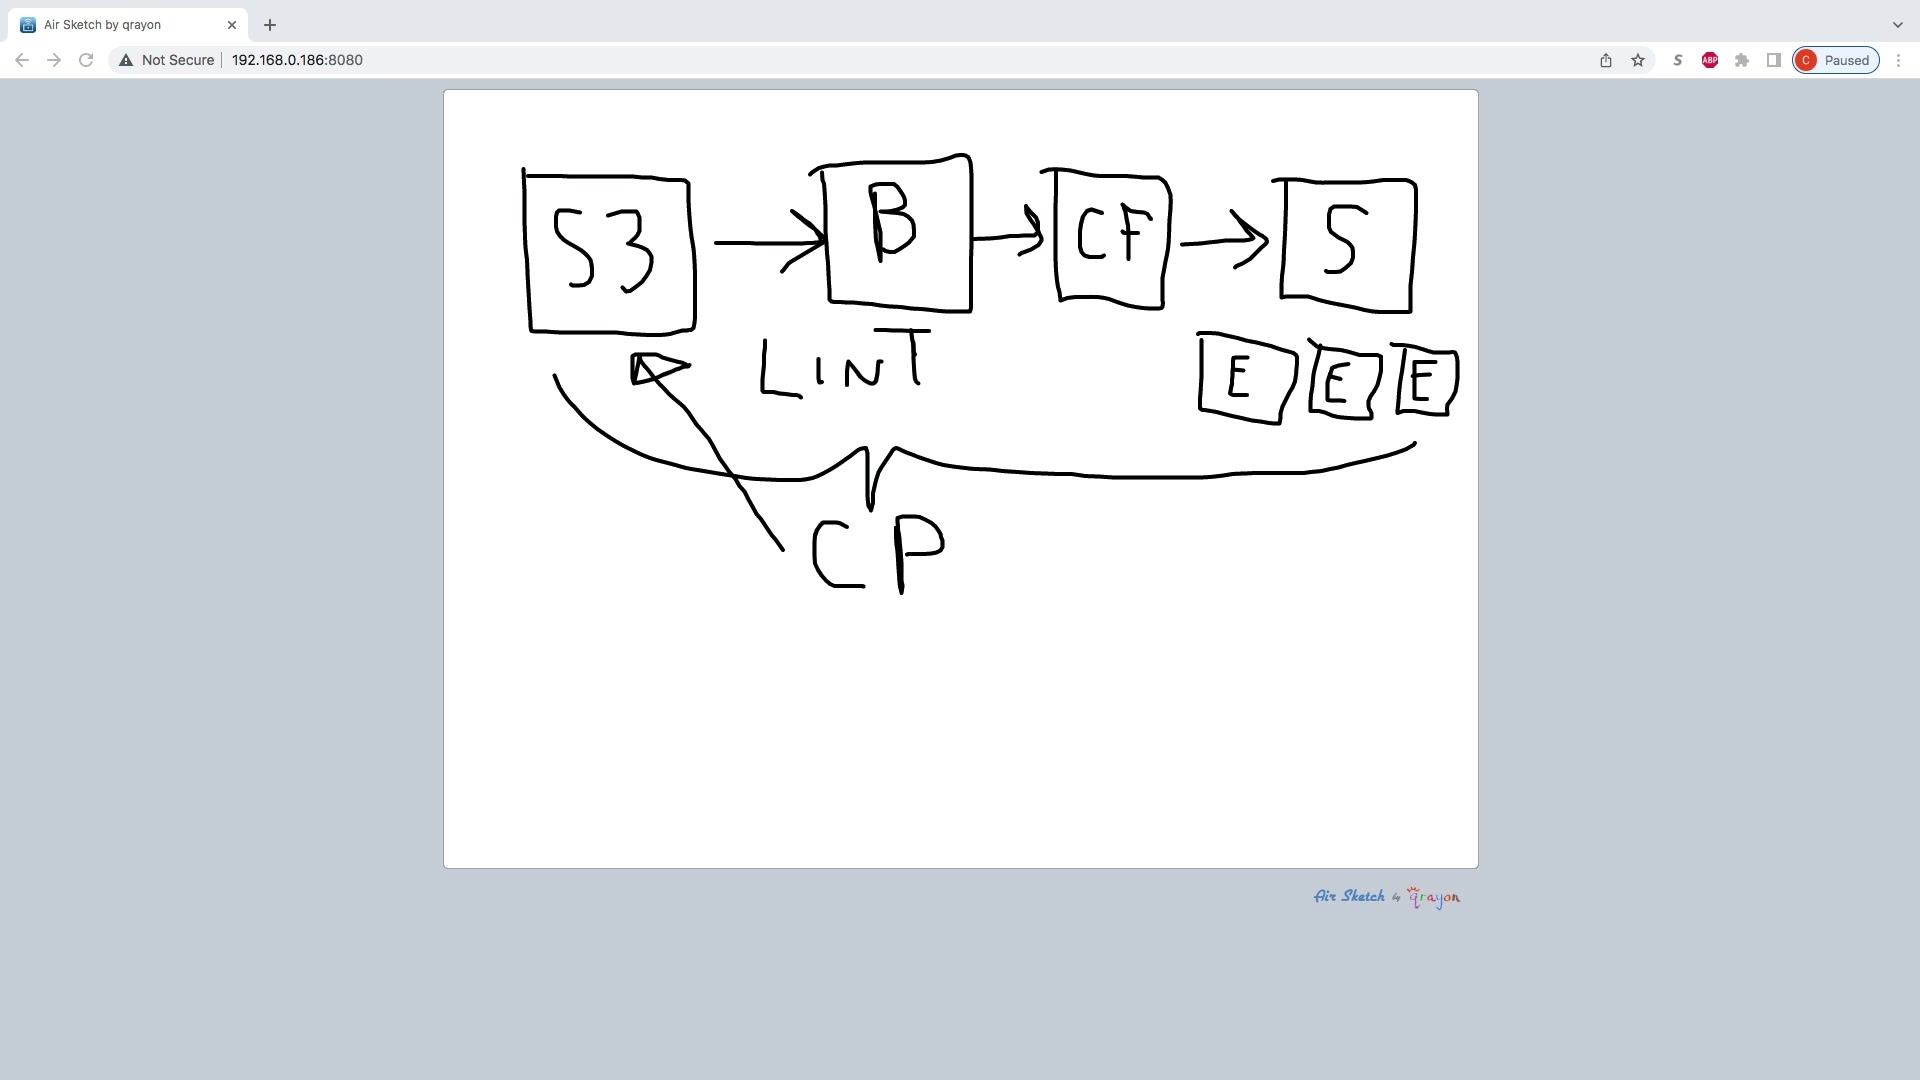 Air Sketch by qrayon
Not Secure 192.168.0.186:8080
S
ABP
C Paused
S3 B CF S
LINT
E E E
CP
Air Sketch by qrayon